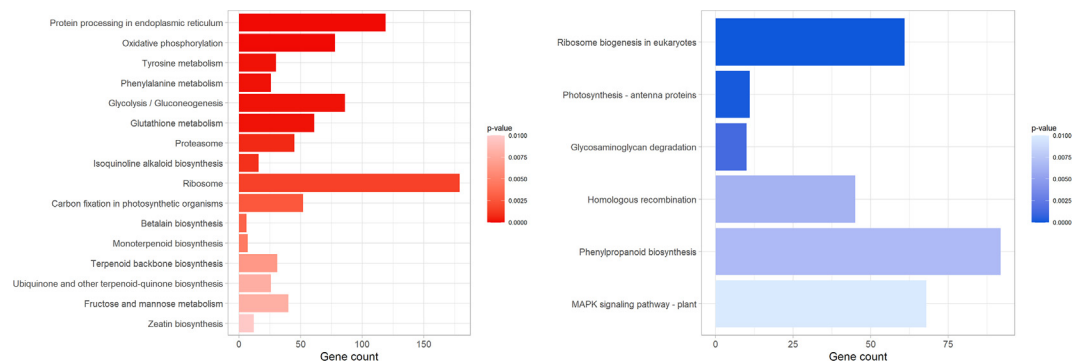 Protein processing in endoplasmic reticulum
Oxidative phosphorylation
Tyrosine metabolism
Phenylalanine metabolism
Glycolysis / Gluconeogenesis
Glutathione metabolism
Proteasome
Isoquinoline alkaloid biosynthesis
Ribosome
Carbon fixation in photosynthetic organisms
Betalain biosynthesis
Monoterpenoid biosynthesis
Terpenoid backbone biosynthesis
Ubiquinone and other terpenoid-quinone biosynthesis
Fructose and mannose metabolism
Zeatin biosynthesis
0 50 100 150
Gene count
p-value
0.0100
0.0075
0.0050
0.0025
0.0000
Ribosome biogenesis in eukaryotes
Photosynthesis - antenna proteins
Glycosaminoglycan degradation
Homologous recombination
Phenylpropanoid biosynthesis
MAPK signaling pathway - plant
0 25 50 75
Gene count
p-value
0.0100
0.0075
0.0050
0.0025
0.0000